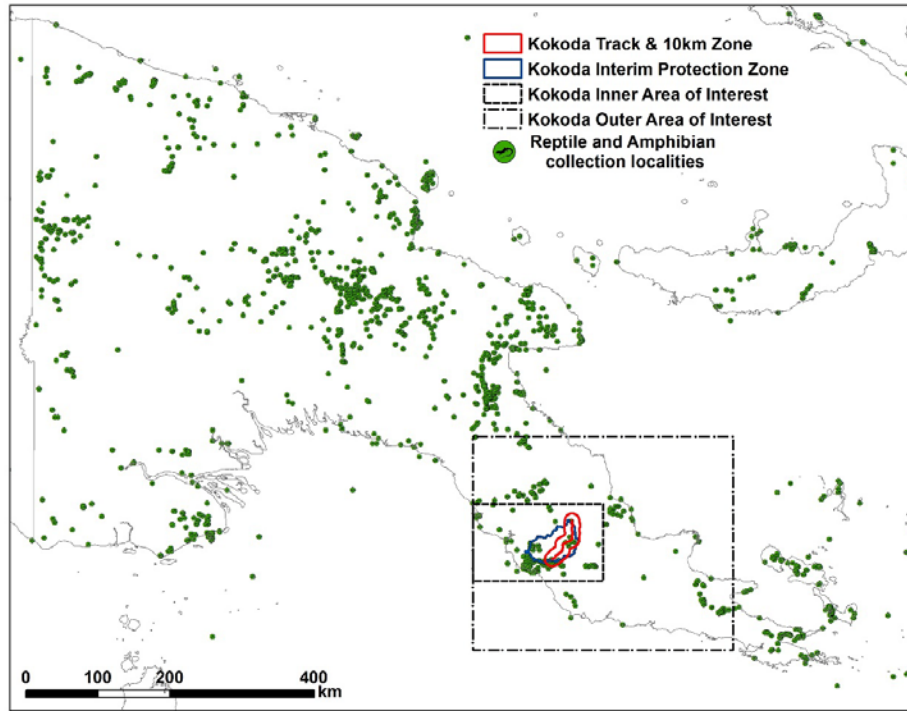 Kokoda Track & 10km Zone
Kokoda Interim Protection Zone
Kokoda Inner Area of Interest
Kokoda Outer Area of Interest
Reptile and Amphibian
collection localities
0 100 200 400
km